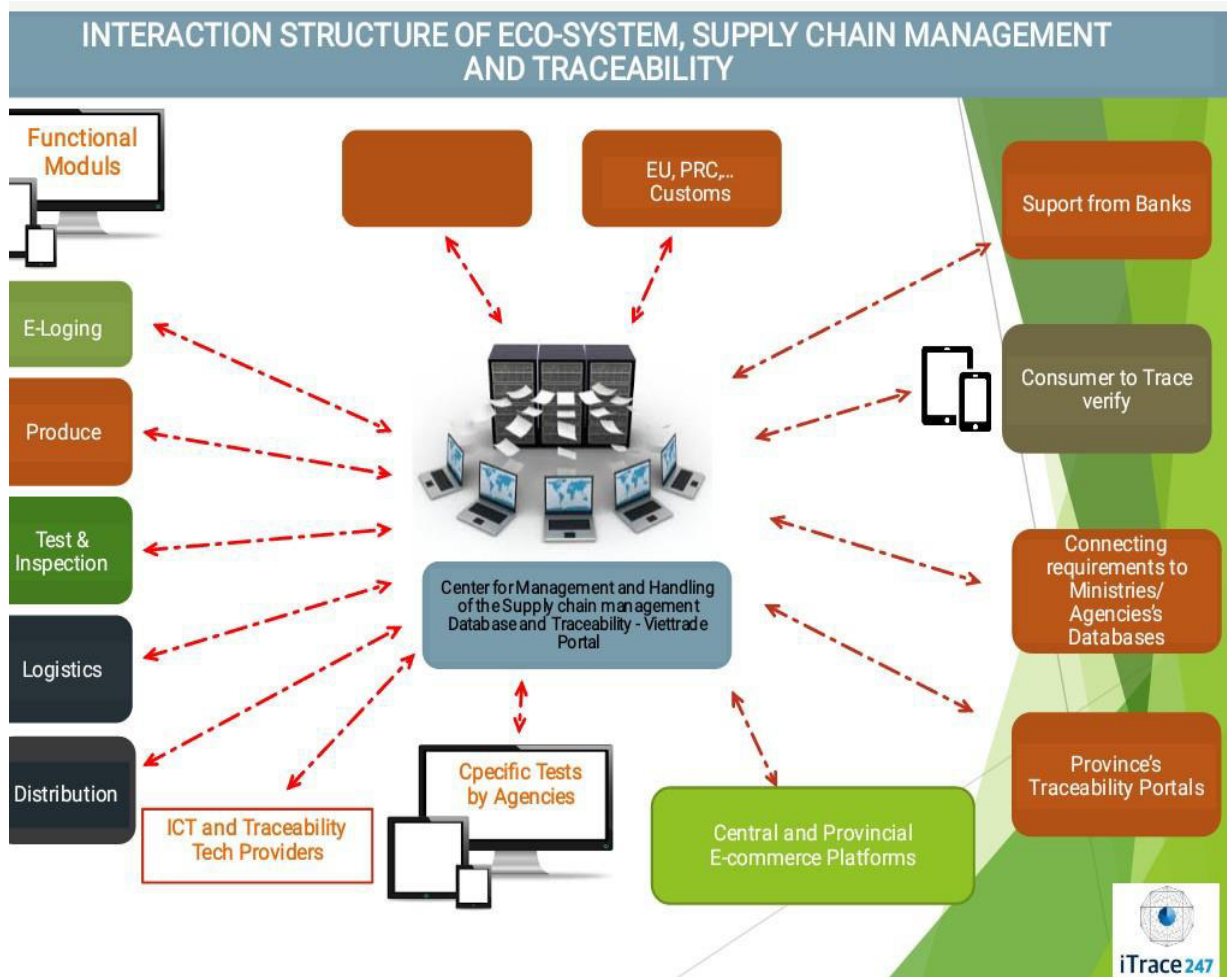 INTERACTION STRUCTURE OF ECO-SYSTEM, SUPPLY CHAIN MANAGEMENT
AND TRACEABILITY
Functional
Moduls
EU, PRC,...
Customs
Suport from Banks
E-Loging
Consumer to Trace
verify
Produce
Test &
Inspection
Connecting
requirements to
Ministries/
Agencies's
Databases
Center for Management and Handling
of the Supply chain management
Database and Traceability - Viettrade
Portal
Logistics
Province's
Traceability Portals
Distribution
Cpecific Tests
by Agencies
ICT and Traceability
Tech Providers
Central and Provincial
E-commerce Platforms
iTrace 247